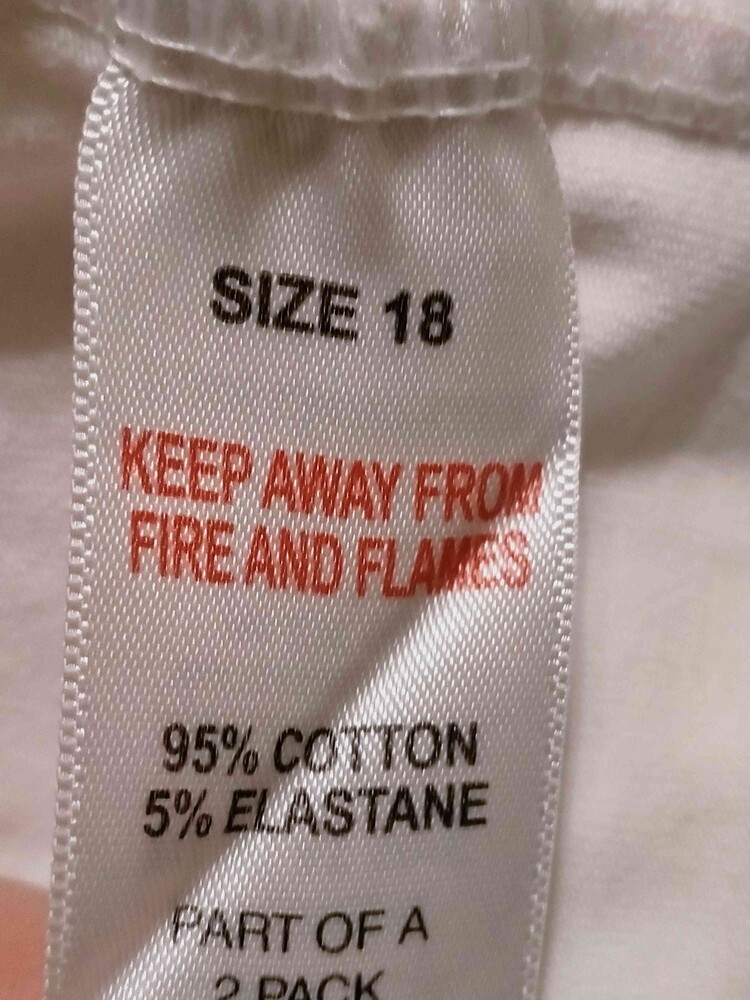 SIZE 18
KEEP AWAY FROM
FIRE AND FLAMES
95% COTTON
5% ELASTANE
PART OF A
2 PACK